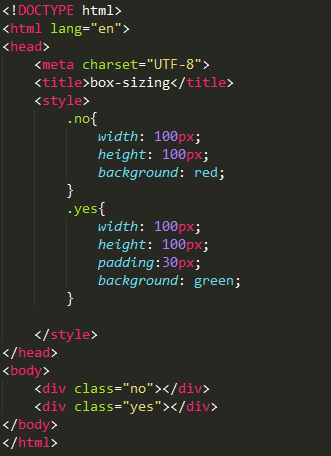 <!DOCTYPE html>
<html lang="en">
<head>
    <meta charset="UTF-8">
    <title>box-sizing</title>
    <style>
        .no{
            width: 100px;
            height: 100px;
            background: red;
        }
        .yes{
            width: 100px;
            height: 100px;
            padding:30px;
            background: green;
        }

    </style>
</head>
<body>
    <div class="no"></div>
    <div class="yes"></div>
</body>
</html>